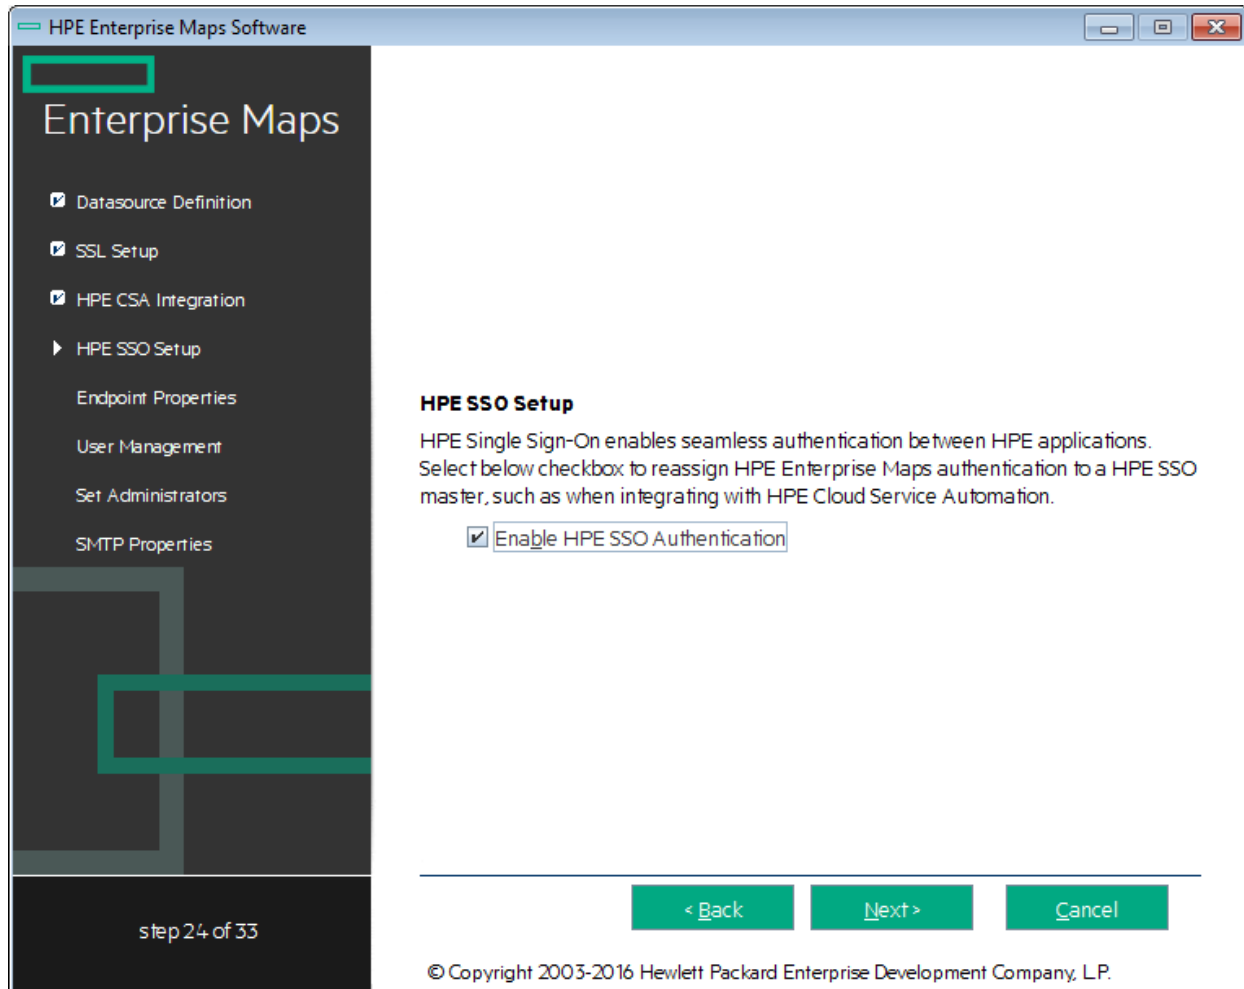 HPE Enterprise Maps Software
Enterprise Maps
Datasource Definition
SSL Setup
HPE CSA Integration
HPE SSO Setup
Endpoint Properties
User Management
Set Administrators
SMTP Properties
step 24 of 33
HPE SSO Setup
HPE Single Sign-On enables seamless authentication between HPE applications.
Select below checkbox to reassign HPE Enterprise Maps authentication to a HPE SSO
master, such as when integrating with HPE Cloud Service Automation.
Enable HPE SSO Authentication
< Back
Next >
Cancel
© Copyright 2003-2016 Hewlett Packard Enterprise Development Company, L.P.